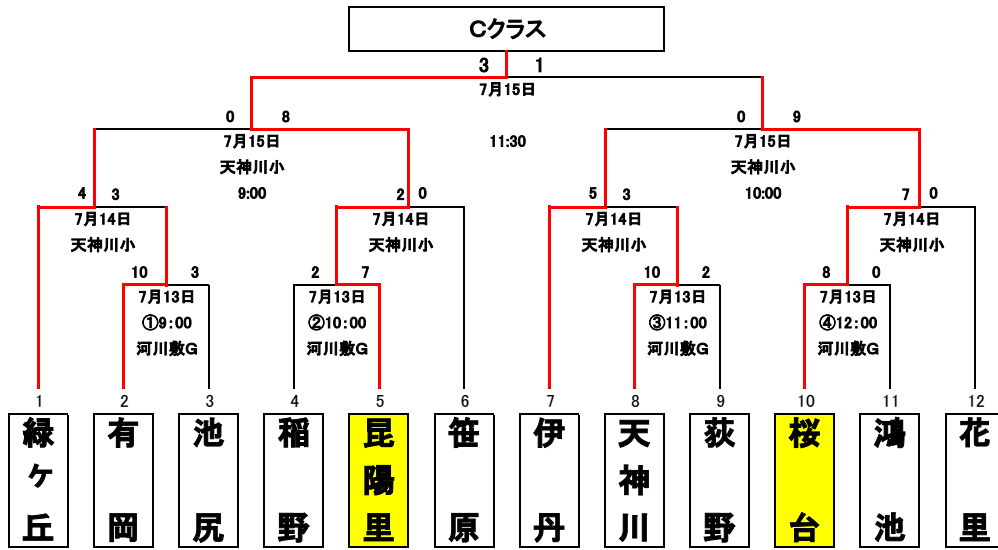 Cクラス
3 1
7月15日
0 8
0 9
7月15日
11:30
7月15日
天神川小
天神川小
9:00
10:00
4 3
2 0
5 3
7 0
7月14日
7月14日
7月14日
7月14日
天神川小
天神川小
天神川小
天神川小
10 3
2 7
10 2
8 0
7月13日
7月13日
7月13日
7月13日
①9:00
②10:00
③11:00
④12:00
河川敷G
河川敷G
河川敷G
河川敷G
1 2 3 4 5 6 7 8 9 10 11 12
緑ケ丘
有岡
池尻
稲野
昆陽里
笹原
伊丹
天神川
荻野
桜台
鴻池
花里